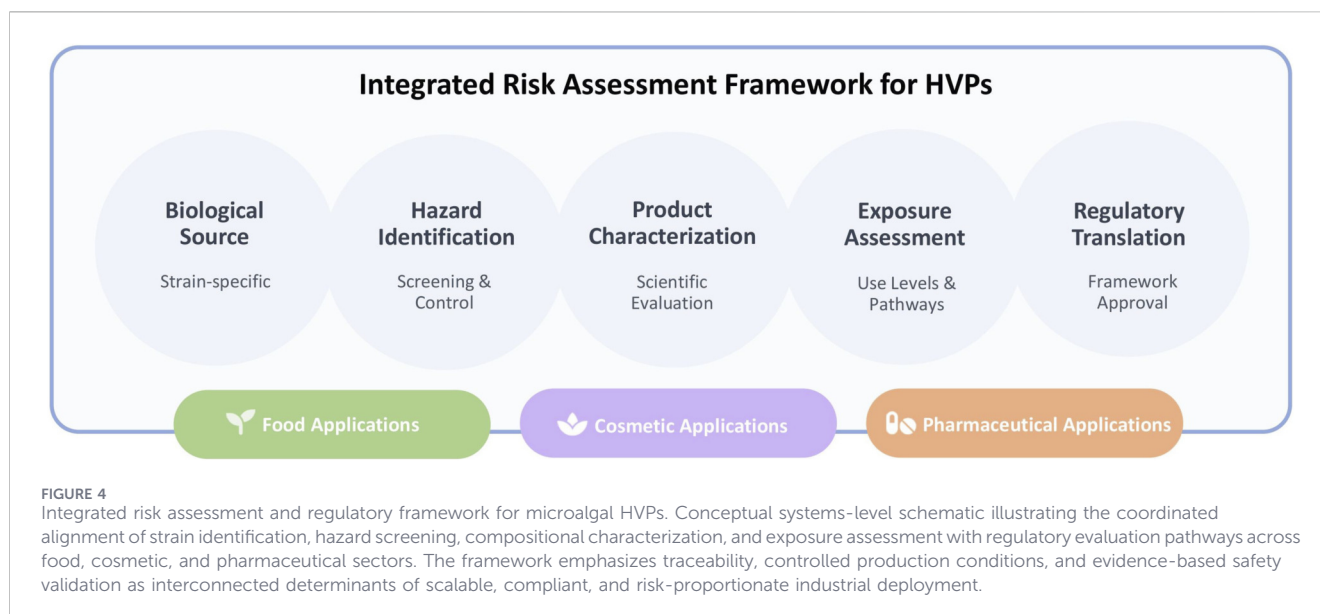 Integrated Risk Assessment Framework for HVPs
Biological
Source
Strain-specific
Hazard
Identification
Screening &
Control
Product
Characterization
Scientific
Evaluation
Exposure
Assessment
Use Levels &
Pathways
Regulatory
Translation
Framework
Approval
Food Applications
Cosmetic Applications
Pharmaceutical Applications
FIGURE 4
Integrated risk assessment and regulatory framework for microalgal HVPs. Conceptual systems-level schematic illustrating the coordinated
alignment of strain identification, hazard screening, compositional characterization, and exposure assessment with regulatory evaluation pathways across
food, cosmetic, and pharmaceutical sectors. The framework emphasizes traceability, controlled production conditions, and evidence-based safety
validation as interconnected determinants of scalable, compliant, and risk-proportionate industrial deployment.